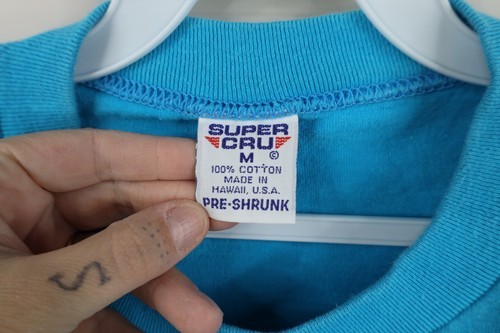 SUPER
CRU
M ©
100% COTTON
MADE IN
HAWAII, U.S.A.
PRE-SHRUNK
S